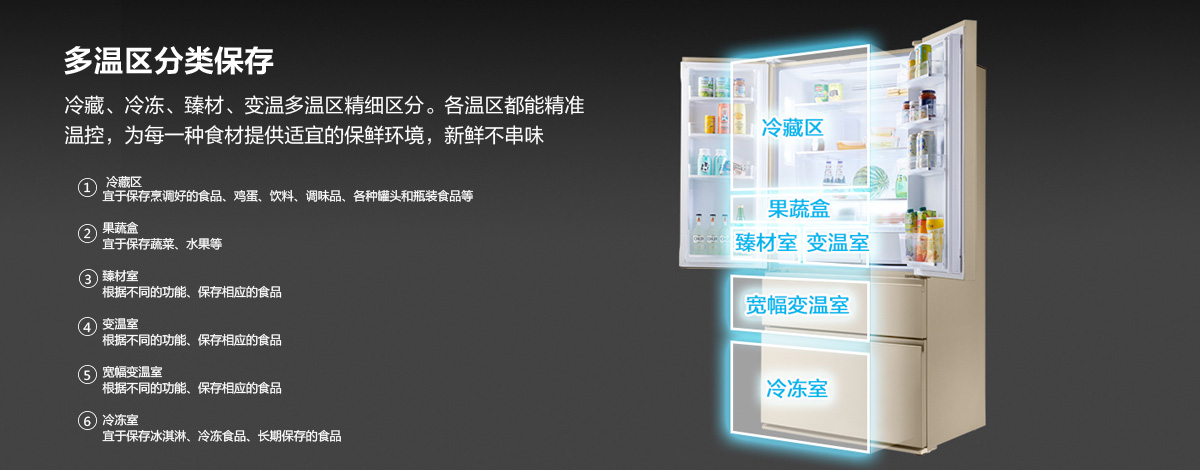 多温区分类保存
冷藏、冷冻、臻材、变温多温区精细区分。各温区都能精准
温控，为每一种食材提供适宜的保鲜环境，新鲜不串味
1 冷藏区
宜于保存烹调好的食品、鸡蛋、饮料、调味品、各种罐头和瓶装食品等
2 果蔬盒
宜于保存蔬菜、水果等
3 臻材室
根据不同的功能、保存相应的食品
4 变温室
根据不同的功能、保存相应的食品
5 宽幅变温室
根据不同的功能、保存相应的食品
6 冷冻室
宜于保存冰淇淋、冷冻食品、长期保存的食品
冷藏区
果蔬盒
臻材室 变温室
宽幅变温室
冷冻室